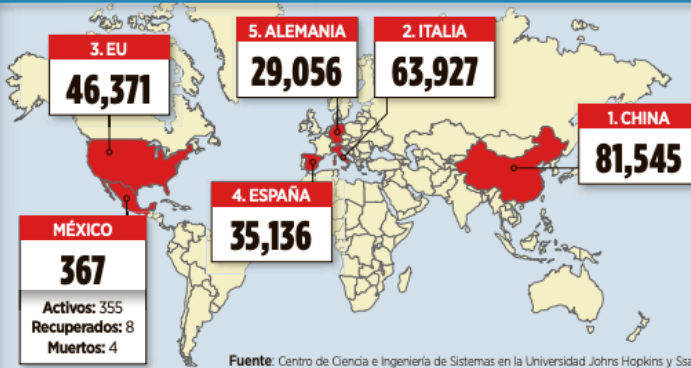 3. EU
46,371
5. ALEMANIA
29,056
2. ITALIA
63,927
1. CHINA
81,545
4. ESPAÑA
35,136
MÉXICO
367
Activos: 355
Recuperados: 8
Muertos: 4
Fuente: Centro de Ciencia e Ingeniería de Sistemas en la Universidad Johns Hopkins y Ssa